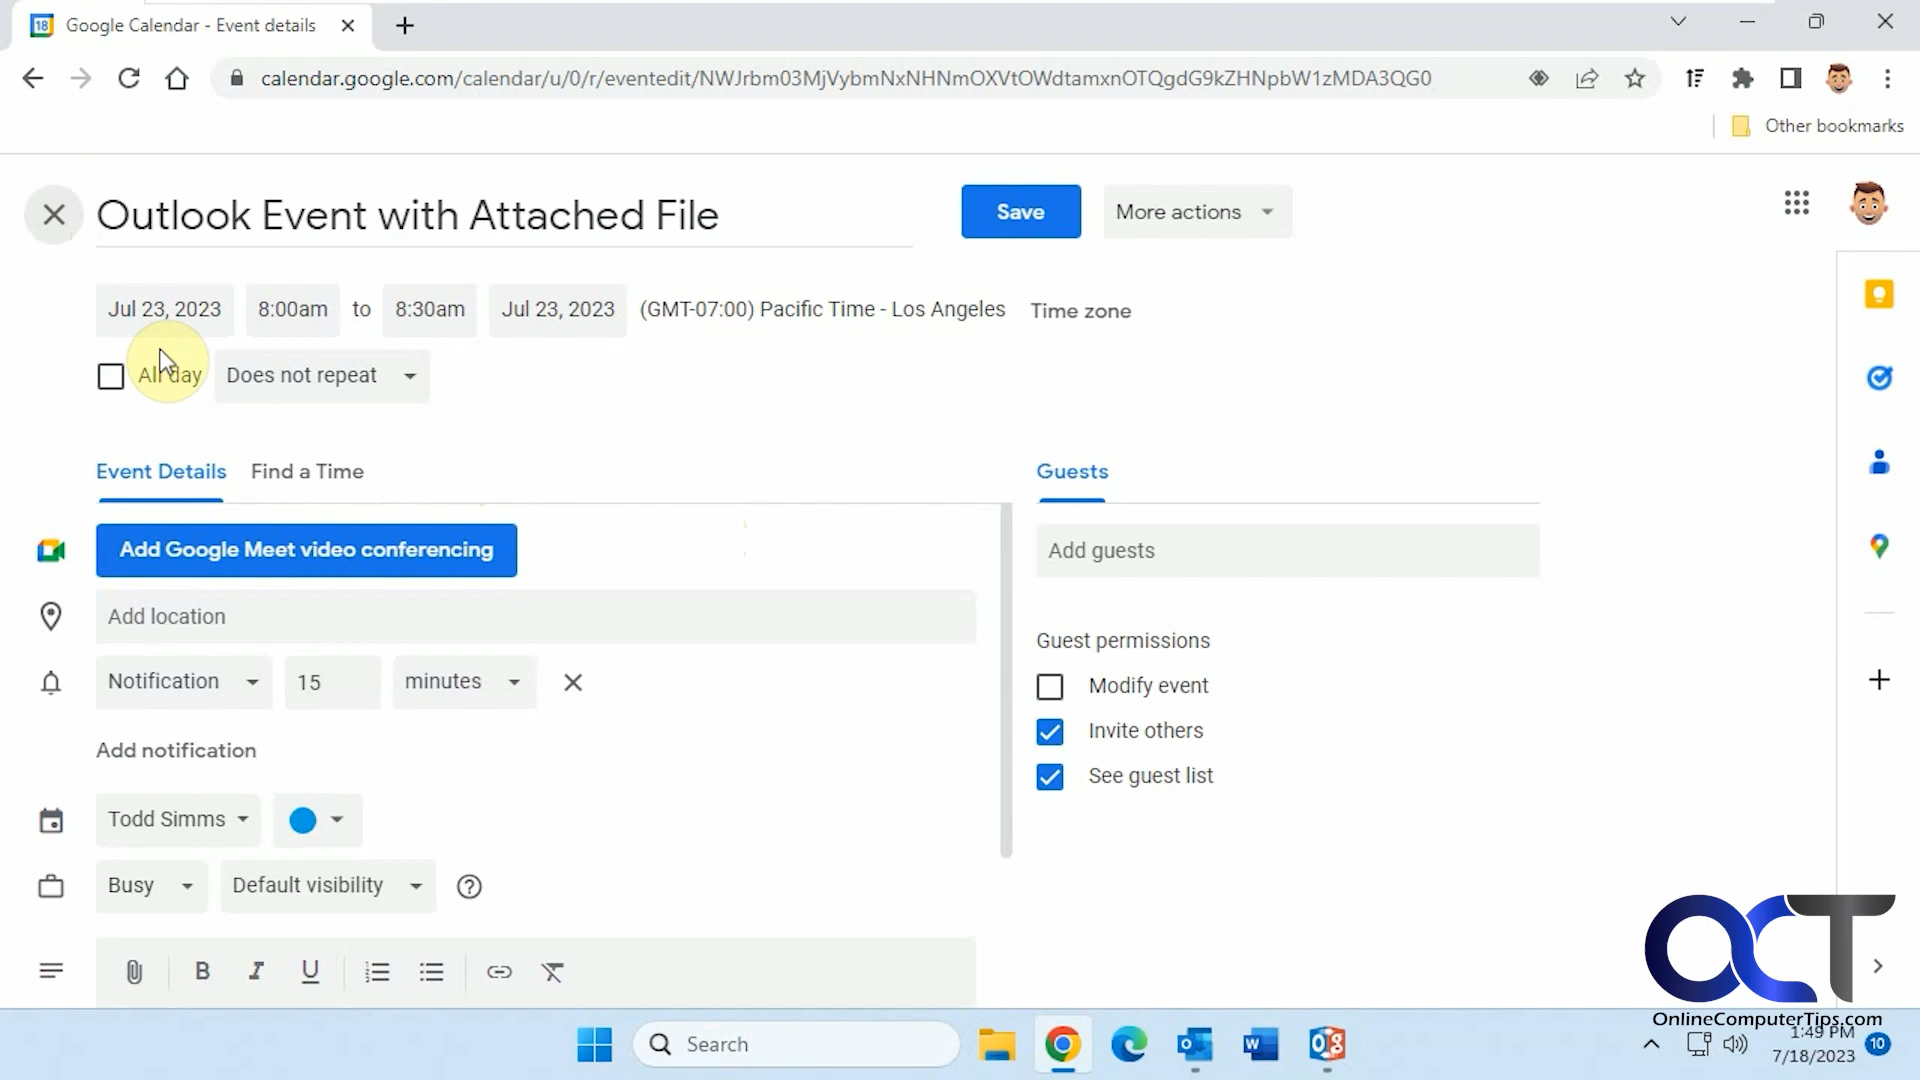 18 Google Calendar - Event details
calendar.google.com/calendar/u/0/r/eventedit/NWJrbm03MjVybmNxNHNmOXVtOWdtamxnOTQgdG9kZHNpbW1zMDA3QG0
Other bookmarks
Outlook Event with Attached File
Save
More actions
Jul 23, 2023 8:00am to 8:30am Jul 23, 2023 (GMT-07:00) Pacific Time - Los Angeles Time zone
All day Does not repeat
Event Details Find a Time
Guests
Add Google Meet video conferencing
Add guests
Add location
Guest permissions
Notification 15 minutes
Modify event
Invite others
Add notification
See guest list
Todd Simms
Busy Default visibility
B I U
OCT
OnlineComputerTips.com
Search
1:49 PM
7/18/2023
10